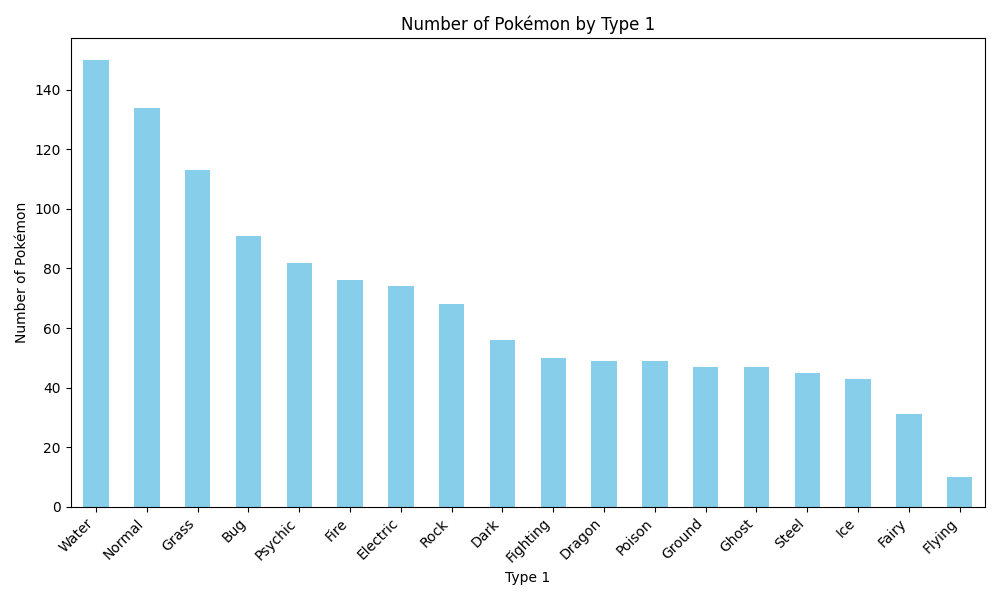 Number of Pokémon by Type 1
Number of Pokémon
140
120
100
80
60
40
20
0
Water
Normal
Grass
Bug
Psychic
Fire
Electric
Rock
Dark
Fighting
Dragon
Poison
Ground
Ghost
Steel
Ice
Fairy
Flying
Type 1